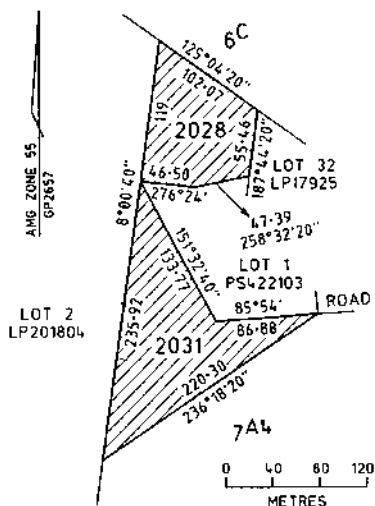 6C
125°04'20"
102·07
119
2028
55·46
187°44'20"
LOT 32
LP17925
46·50
276°24'
47·39
258°32'20"
AMG ZONE 55
GP2657
8°00'40"
151°32'40"
133·77
LOT 1
PS422103
85°54'
86·88
ROAD
LOT 2
LP201804
235·92
2031
220·30
236°18'20"
7A4
0 40 80 120
METRES